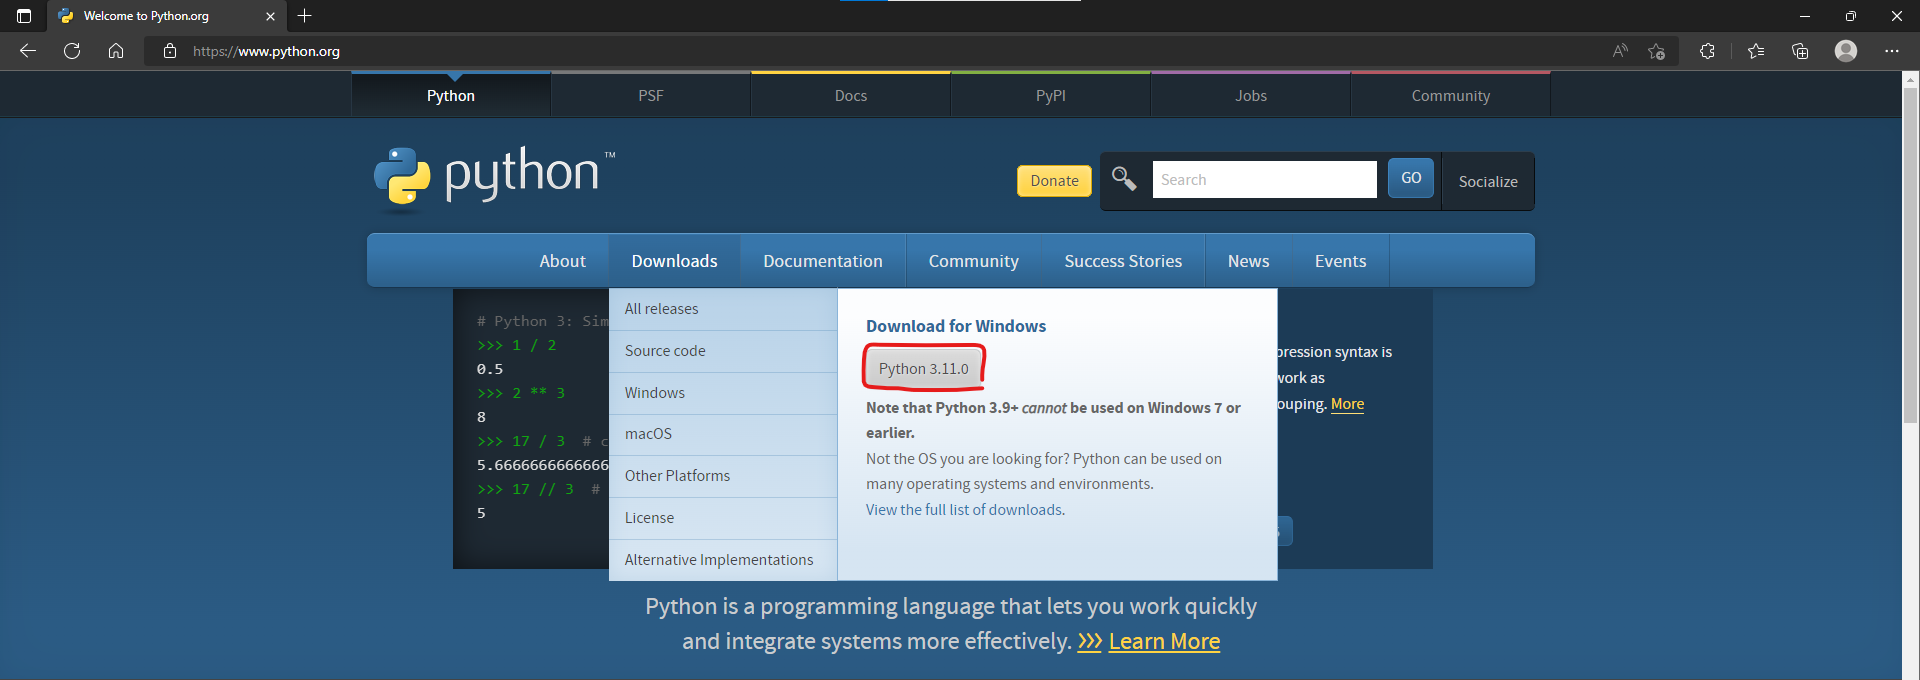 Welcome to Python.org
https://www.python.org
Python
PSF
Docs
PyPI
Jobs
Community
python™
Donate
Search
GO
Socialize
About
Downloads
Documentation
Community
Success Stories
News
Events
# Python 3: Sim
>>> 1 / 2
0.5
>>> 2 ** 3
8
>>> 17 / 3  # c
5.6666666666666
>>> 17 // 3  #
5
All releases
Source code
Windows
macOS
Other Platforms
License
Alternative Implementations
Download for Windows
Python 3.11.0
Note that Python 3.9+ cannot be used on Windows 7 or
earlier.
Not the OS you are looking for? Python can be used on
many operating systems and environments.
View the full list of downloads.
pression syntax is
work as
ouping. More
Python is a programming language that lets you work quickly
and integrate systems more effectively. >>> Learn More